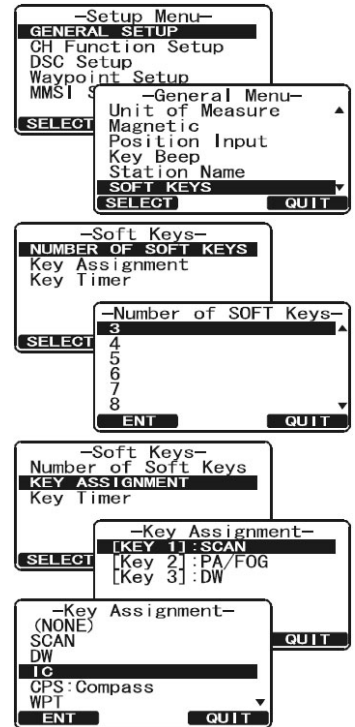 —Setup Menu—
GENERAL SETUP
CH Function Setup
DSC Setup
Waypoint Setup
MMSI S
SELECT
—General Menu—
Unit of Measure
Magnetic
Position Input
Key Beep
Station Name
SOFT KEYS
SELECT QUIT
—Soft Keys—
NUMBER OF SOFT KEYS
Key Assignment
Key Timer
SELECT
—Number of SOFT Keys—
3
4
5
6
7
8
ENT QUIT
—Soft Keys—
Number of Soft Keys
KEY ASSIGNMENT
Key Timer
SELECT
—Key Assignment—
[KEY 1]:SCAN
[Key 2]:PA/FOG
[Key 3]:DW
QUIT
—Key Assignment—
(NONE)
SCAN
DW
IC
CPS:Compass
WPT
ENT QUIT